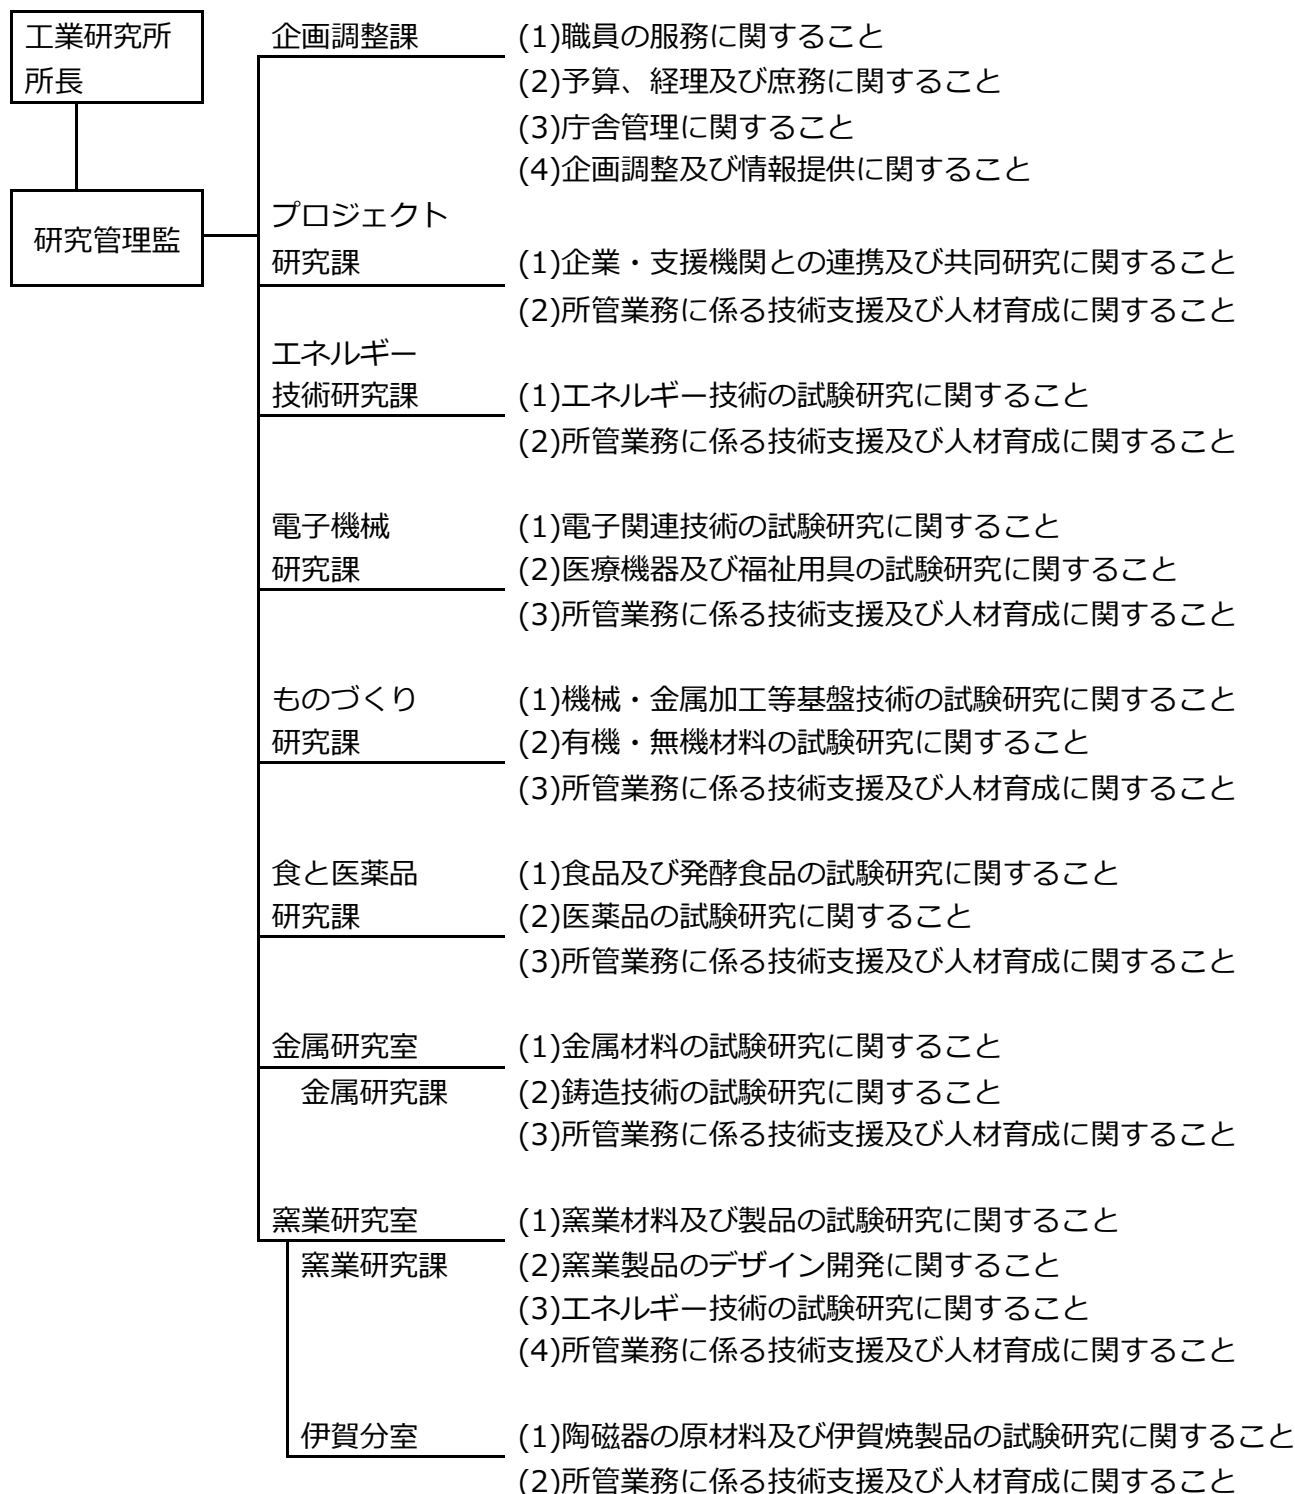 工業研究所
所長
研究管理監
企画調整課 (1)職員の服務に関すること
(2)予算、経理及び庶務に関すること
(3)庁舎管理に関すること
(4)企画調整及び情報提供に関すること
プロジェクト
研究課 (1)企業・支援機関との連携及び共同研究に関すること
(2)所管業務に係る技術支援及び人材育成に関すること
エネルギー
技術研究課 (1)エネルギー技術の試験研究に関すること
(2)所管業務に係る技術支援及び人材育成に関すること
電子機械 (1)電子関連技術の試験研究に関すること
研究課 (2)医療機器及び福祉用具の試験研究に関すること
(3)所管業務に係る技術支援及び人材育成に関すること
ものづくり (1)機械・金属加工等基盤技術の試験研究に関すること
研究課 (2)有機・無機材料の試験研究に関すること
(3)所管業務に係る技術支援及び人材育成に関すること
食と医薬品 (1)食品及び発酵食品の試験研究に関すること
研究課 (2)医薬品の試験研究に関すること
(3)所管業務に係る技術支援及び人材育成に関すること
金属研究室 (1)金属材料の試験研究に関すること
金属研究課 (2)鋳造技術の試験研究に関すること
(3)所管業務に係る技術支援及び人材育成に関すること
窯業研究室 (1)窯業材料及び製品の試験研究に関すること
窯業研究課 (2)窯業製品のデザイン開発に関すること
(3)エネルギー技術の試験研究に関すること
(4)所管業務に係る技術支援及び人材育成に関すること
伊賀分室 (1)陶磁器の原材料及び伊賀焼製品の試験研究に関すること
(2)所管業務に係る技術支援及び人材育成に関すること